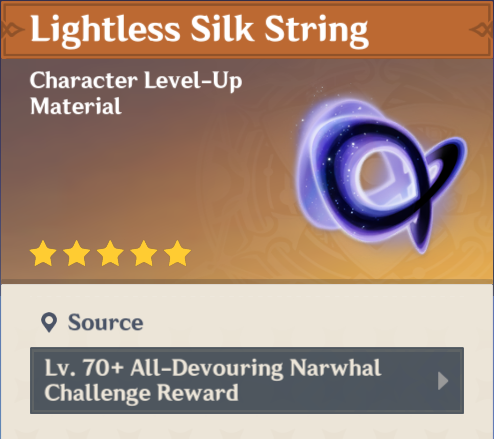 Lightless Silk String
Character Level-Up
Material
Source
Lv. 70+ All-Devouring Narwhal
Challenge Reward